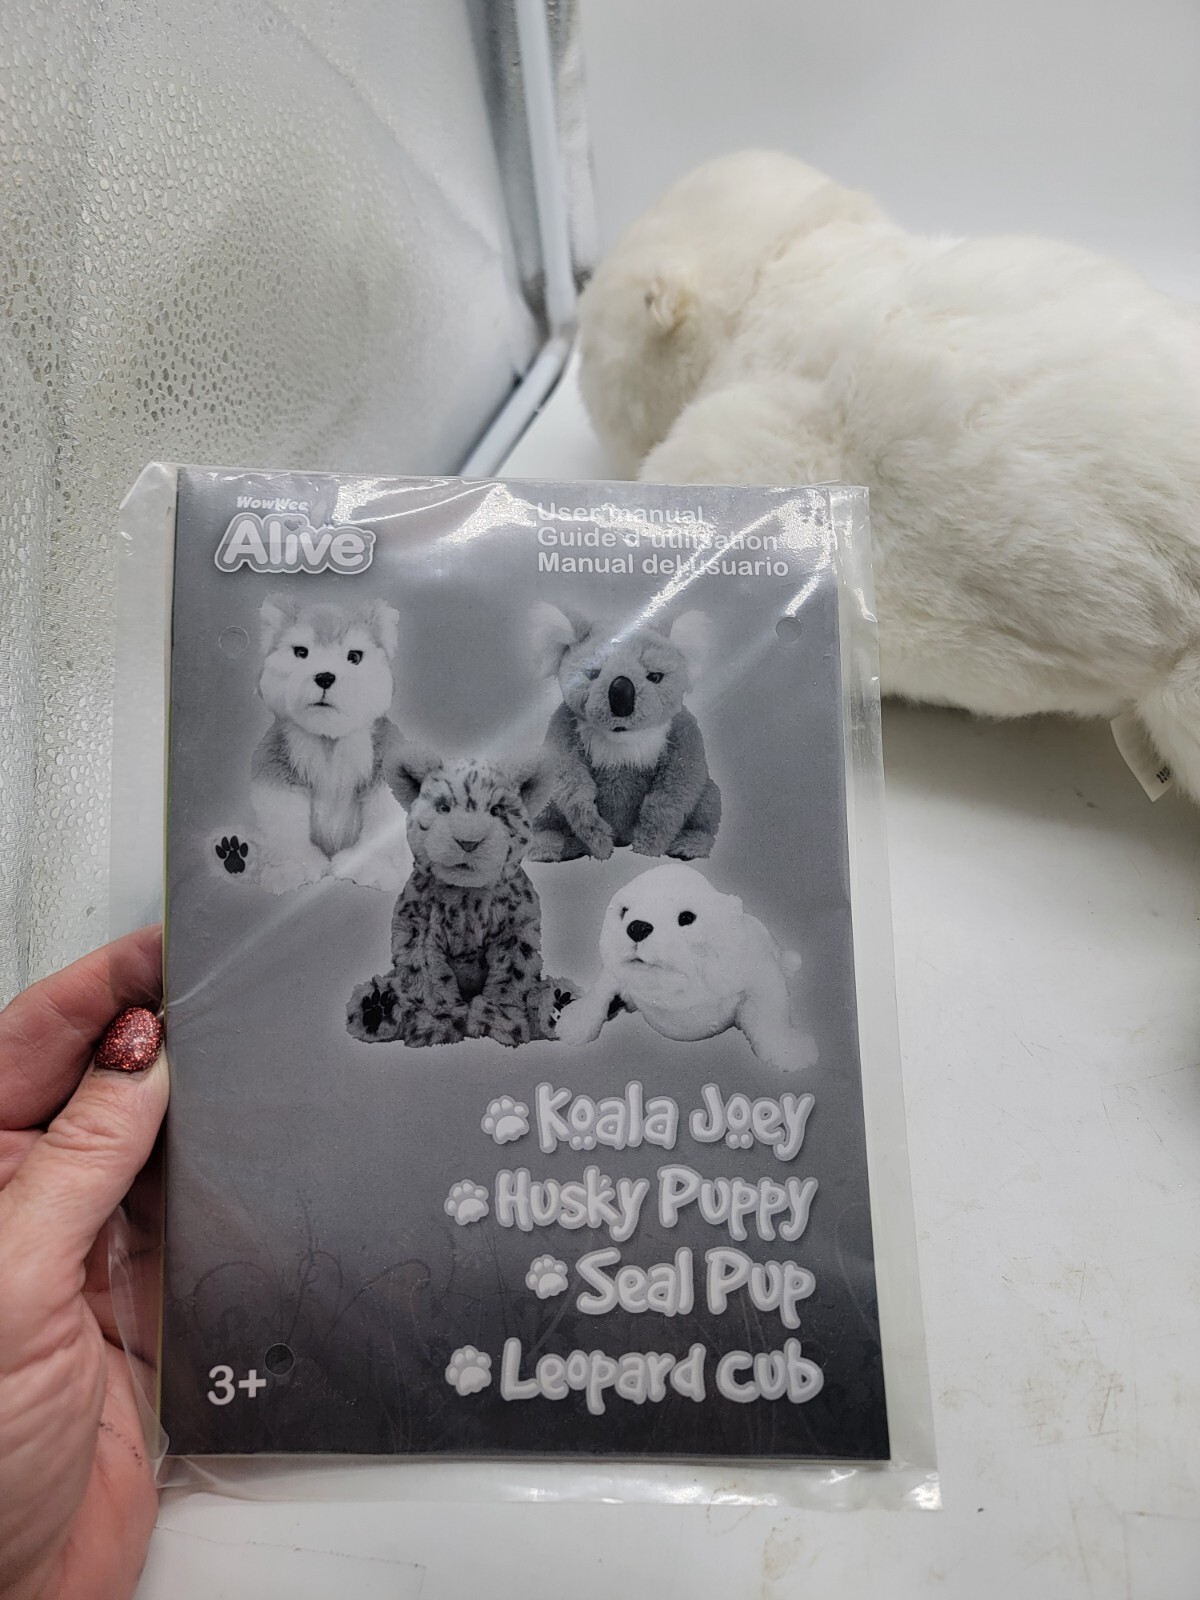 WowWee
Alive
User manual
Guide d'utilisation
Manual del usuario
Koala Joey
Husky Puppy
Seal Pup
Leopard Cub
3+